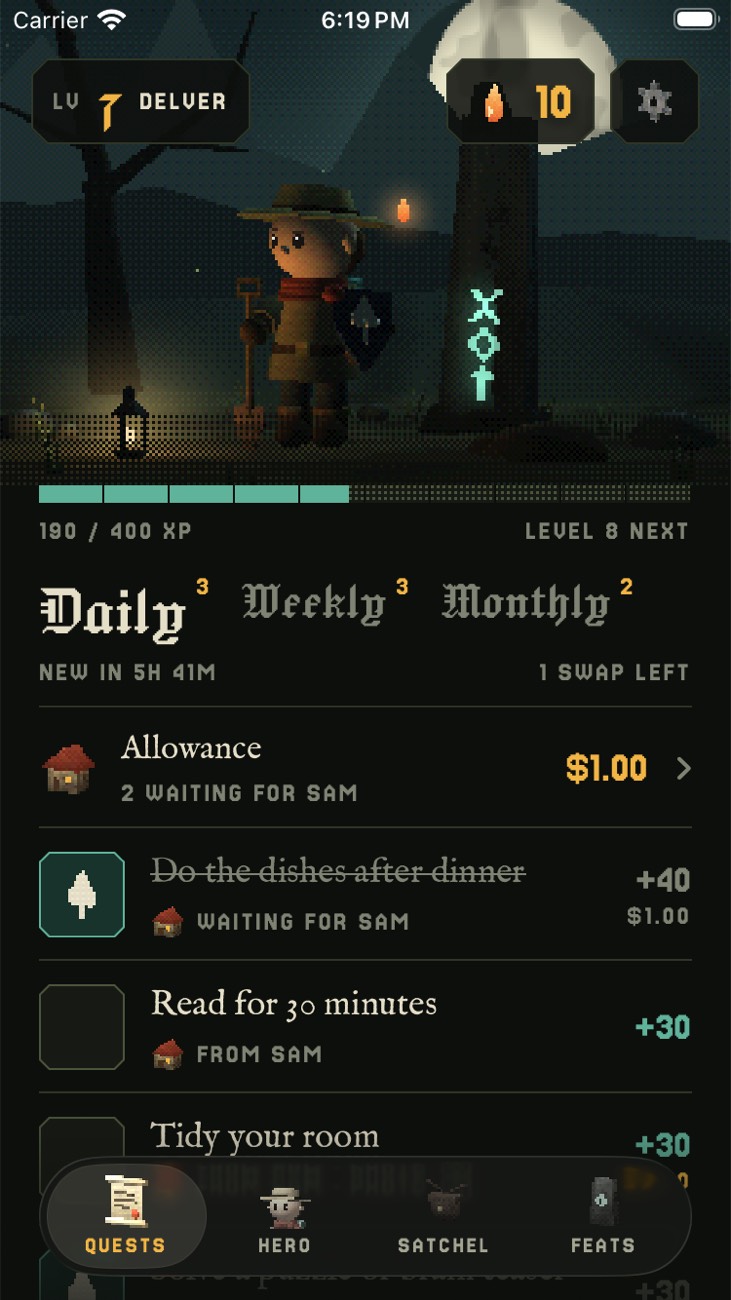 Carrier 6:19 PM
LV 7 DELVER 10
190 / 400 XP LEVEL 8 NEXT
Daily 3 Weekly 3 Monthly 2
NEW IN 5H 41M 1 SWAP LEFT
Allowance
$1.00
2 WAITING FOR SAM
Do the dishes after dinner +40
WAITING FOR SAM $1.00
Read for 30 minutes
+30
FROM SAM
Tidy your room +30
QUESTS HERO SATCHEL FEATS
+30